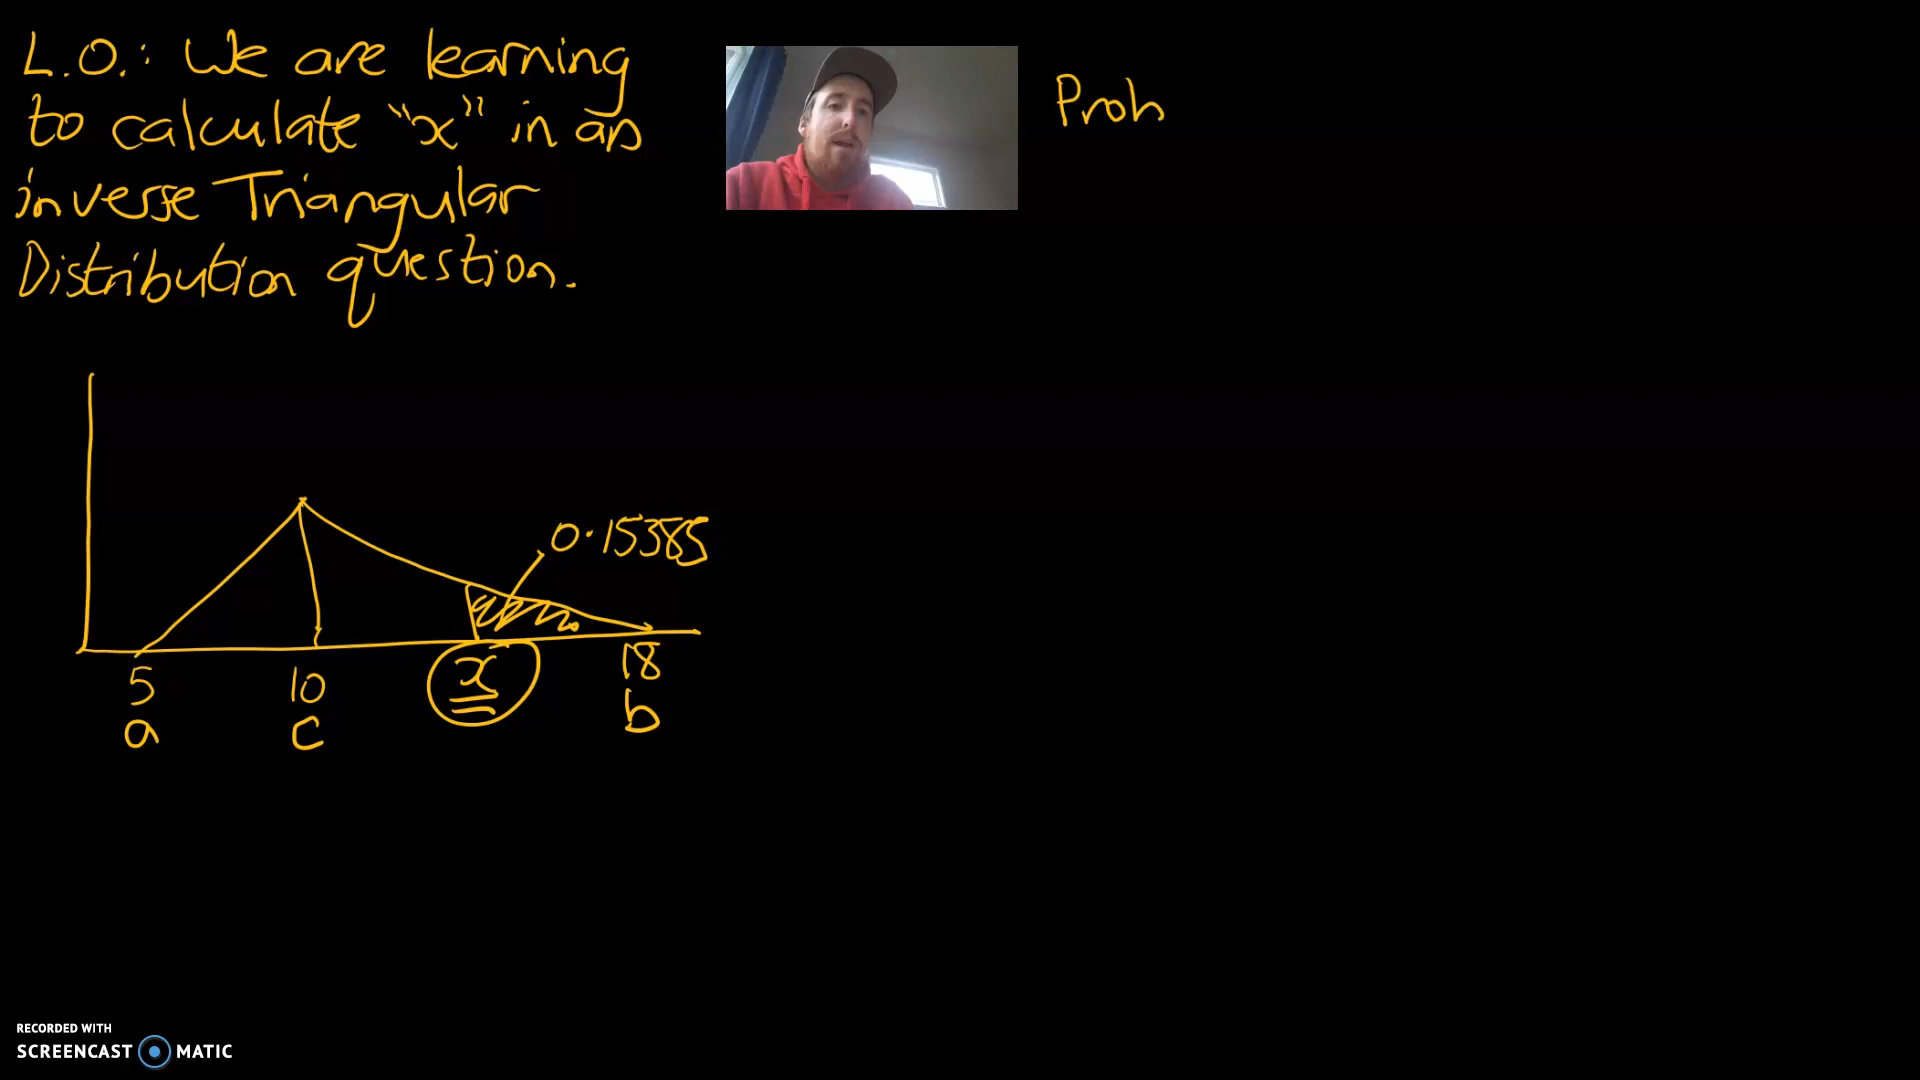 L.O.: We are learning
to calculate "x" in an
inverse Triangular
Distribution question.
Proh
0.15385
5
10
x
18
a
c
b
RECORDED WITH
SCREENCAST MATIC